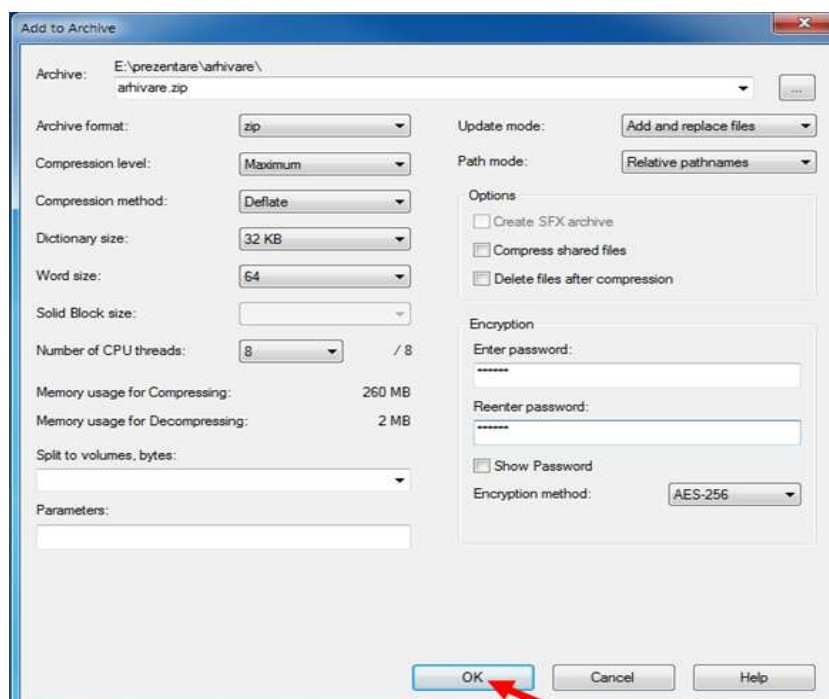 Add to Archive
Archive:
E:\prezentare\arhivare\
arhivare.zip
...
Archive format:
zip
Compression level:
Maximum
Compression method:
Deflate
Dictionary size:
32 KB
Word size:
64
Solid Block size:
Number of CPU threads:
8
/ 8
Memory usage for Compressing:
260 MB
Memory usage for Decompressing:
2 MB
Split to volumes, bytes:
Parameters:
Update mode:
Add and replace files
Path mode:
Relative pathnames
Options
Create SFX archive
Compress shared files
Delete files after compression
Encryption
Enter password:
••••••
Reenter password:
••••••
Show Password
Encryption method:
AES-256
OK
Cancel
Help